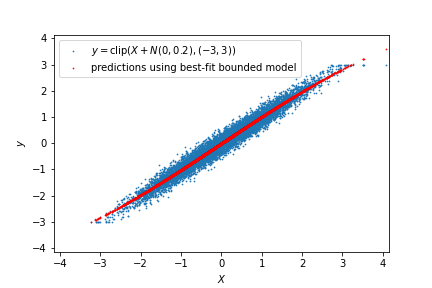 y = clip(X + N(0, 0.2), (−3, 3))
predictions using best-fit bounded model
4
3
2
1
0
−1
−2
−3
−4
y
−4 −3 −2 −1 0 1 2 3 4
X